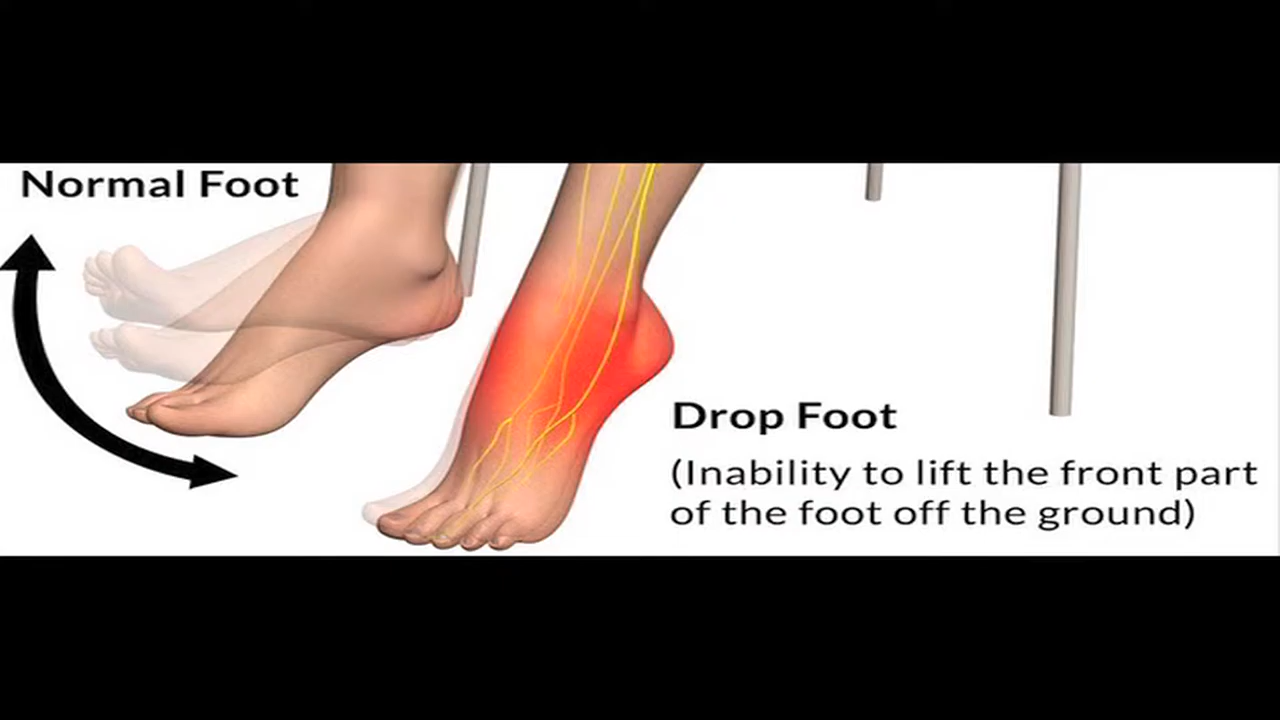 Normal Foot
Drop Foot
(Inability to lift the front part
of the foot off the ground)